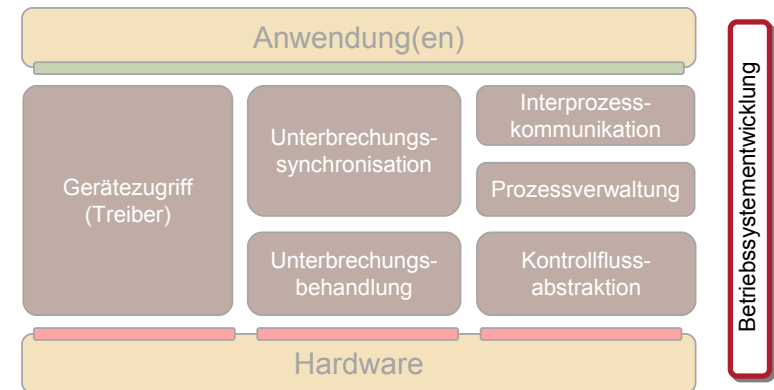 Anwendung(en)
Gerätezugriff
(Treiber)
Unterbrechungs-
synchronisation
Unterbrechungs-
behandlung
Interprozess-
kommunikation
Prozessverwaltung
Kontrollfluss-
abstraktion
Hardware
Betriebssystementwicklung